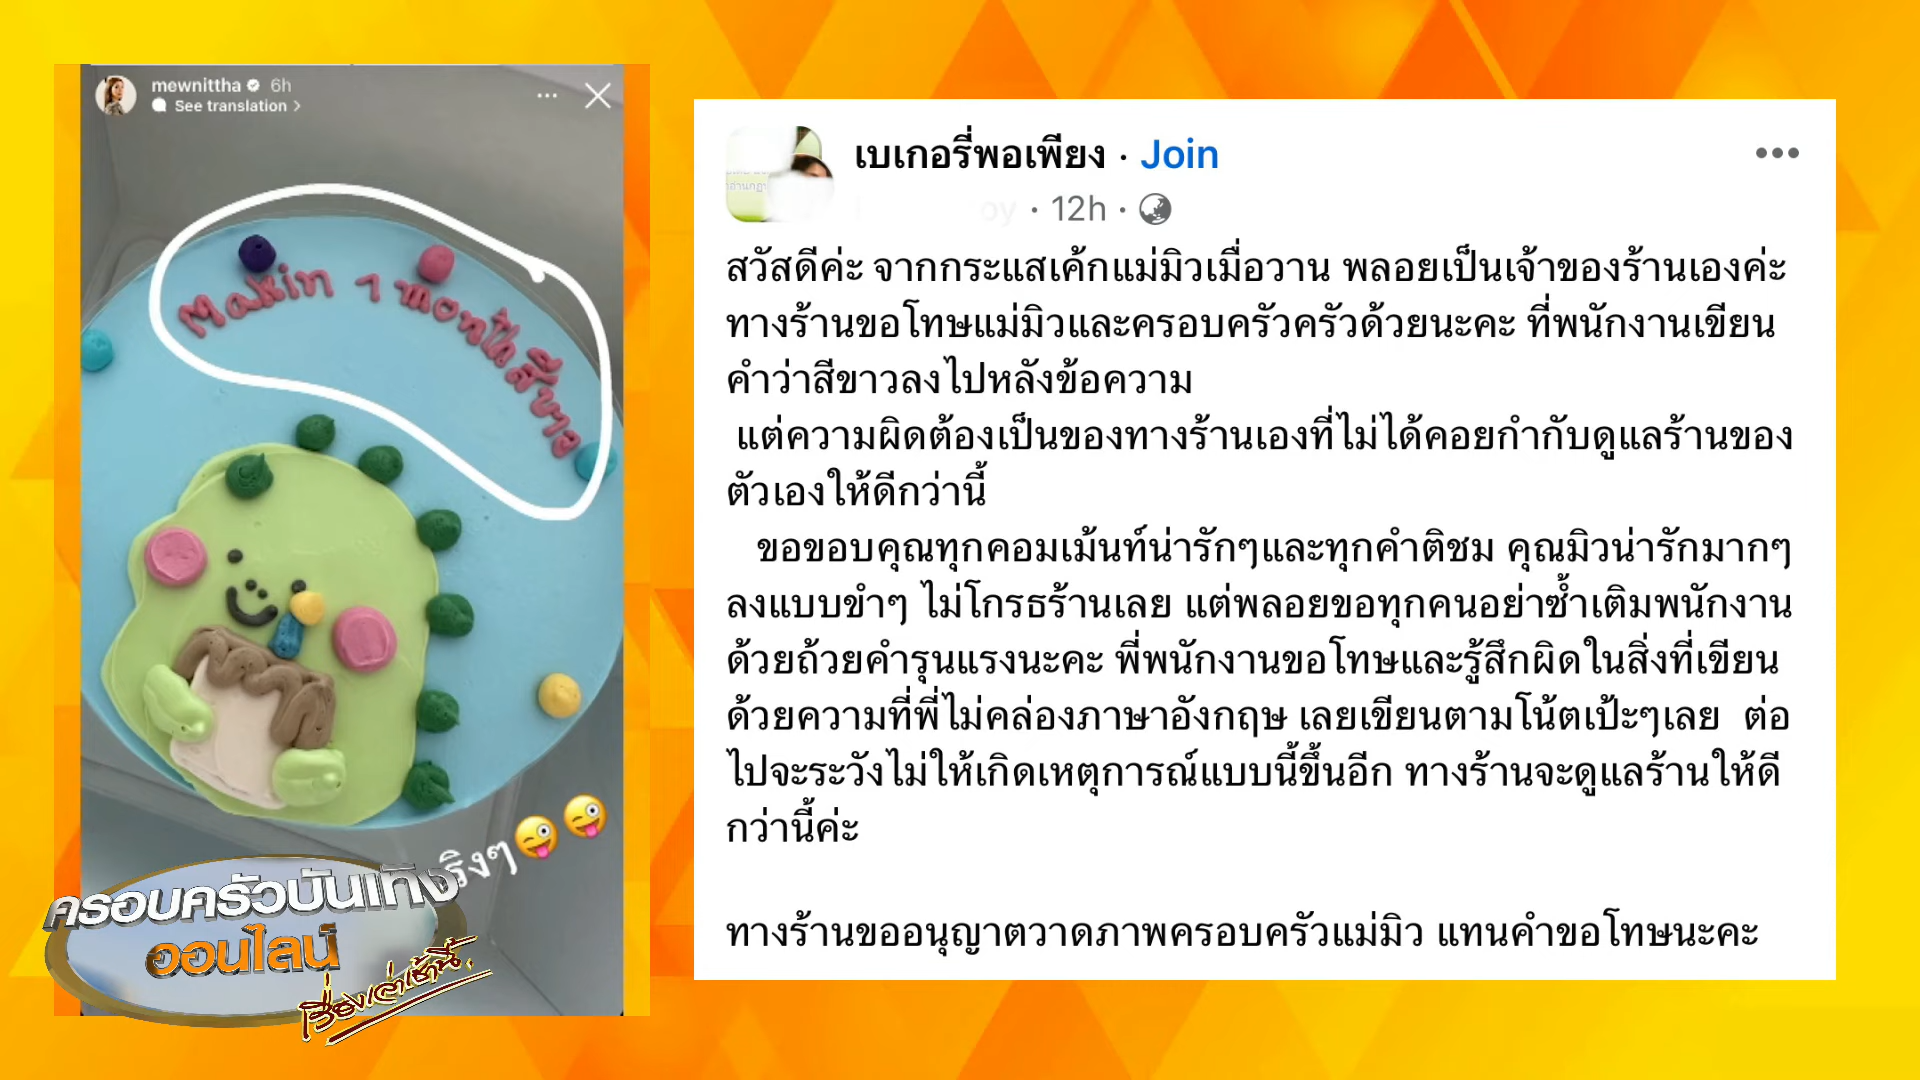 mewnittha 6h
See translation >
Makin 1 month สีขาว
ริงๆ😜😜
ครอบครัวบันเทิง
ออนไลน์
เรื่องเล่าเช้านี้
เบเกอรี่พอเพียง · Join
oy · 12h ·
สวัสดีค่ะ จากกระแสเค้กแม่มิวเมื่อวาน พลอยเป็นเจ้าของร้านเองค่ะ
ทางร้านขอโทษแม่มิวและครอบครัวครัวด้วยนะคะ ที่พนักงานเขียน
คำว่าสีขาวลงไปหลังข้อความ
แต่ความผิดต้องเป็นของทางร้านเองที่ไม่ได้คอยกำกับดูแลร้านของ
ตัวเองให้ดีกว่านี้
ขอขอบคุณทุกคอมเม้นท์น่ารักๆและทุกคำติชม คุณมิวน่ารักมากๆ
ลงแบบขำๆ ไม่โกรธร้านเลย แต่พลอยขอทุกคนอย่าซ้ำเติมพนักงาน
ด้วยถ้วยคำรุนแรงนะคะ พี่พนักงานขอโทษและรู้สึกผิดในสิ่งที่เขียน
ด้วยความที่พี่ไม่คล่องภาษาอังกฤษ เลยเขียนตามโน้ตเป้ะๆเลย ต่อ
ไปจะระวังไม่ให้เกิดเหตุการณ์แบบนี้ขึ้นอีก ทางร้านจะดูแลร้านให้ดี
กว่านี้ค่ะ
ทางร้านขออนุญาตวาดภาพครอบครัวแม่มิว แทนคำขอโทษนะคะ